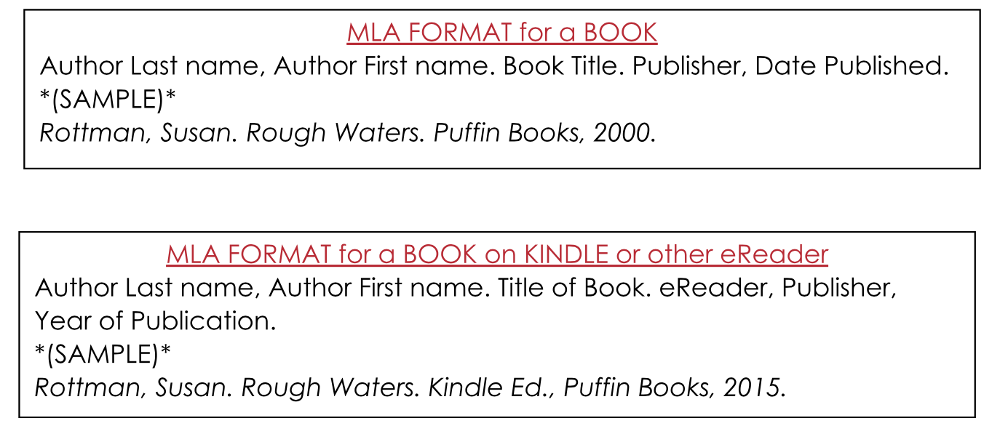 MLA FORMAT for a BOOK
Author Last name, Author First name. Book Title. Publisher, Date Published.
*(SAMPLE)*
Rottman, Susan. Rough Waters. Puffin Books, 2000.
MLA FORMAT for a BOOK on KINDLE or other eReader
Author Last name, Author First name. Title of Book. eReader, Publisher,
Year of Publication.
*(SAMPLE)*
Rottman, Susan. Rough Waters. Kindle Ed., Puffin Books, 2015.